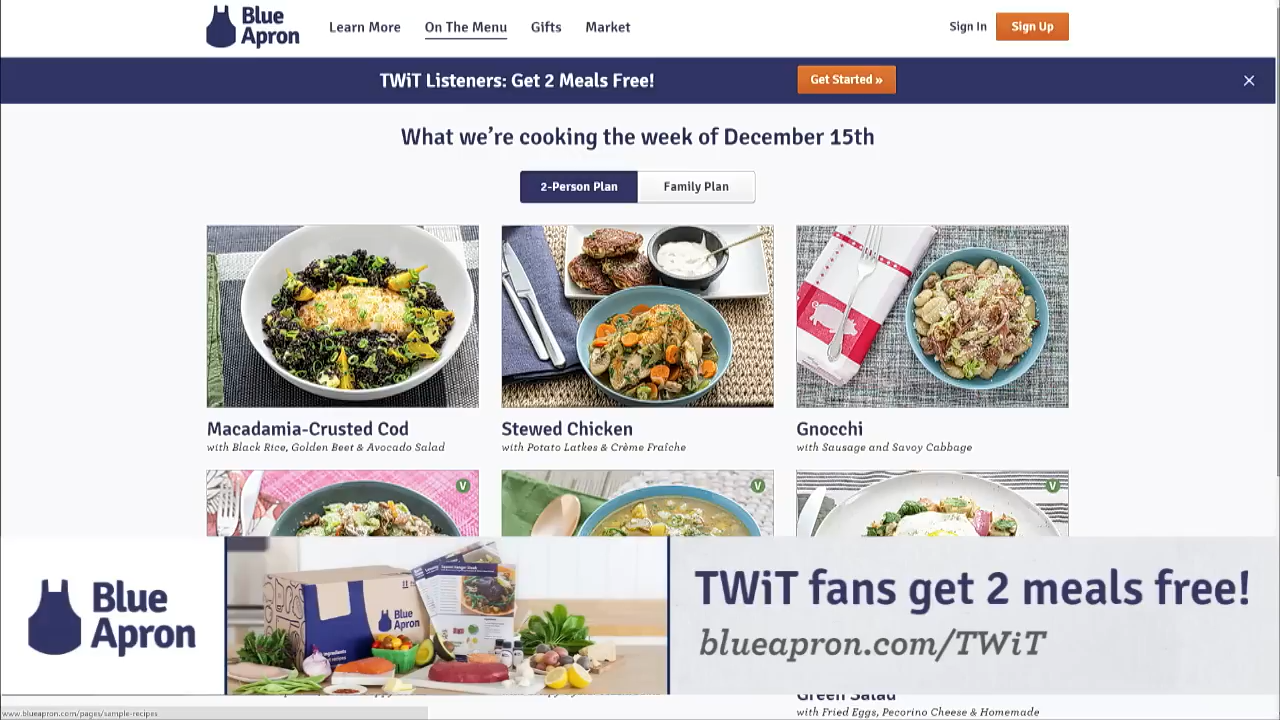 Blue
Apron
Learn More
On The Menu
Gifts
Market
Sign In
Sign Up
TWiT Listeners: Get 2 Meals Free!
Get Started »
What we're cooking the week of December 15th
2-Person Plan
Family Plan
Macadamia-Crusted Cod
with Black Rice, Golden Beet & Avocado Salad
Stewed Chicken
with Potato Latkes & Crème Fraîche
Gnocchi
with Sausage and Savoy Cabbage
V
V
V
Blue
Apron
Blue
Apron
TWiT fans get 2 meals free!
blueapron.com/TWiT
Green Salad
with Fried Eggs, Pecorino Cheese & Homemade
www.blueapron.com/pages/sample-recipes